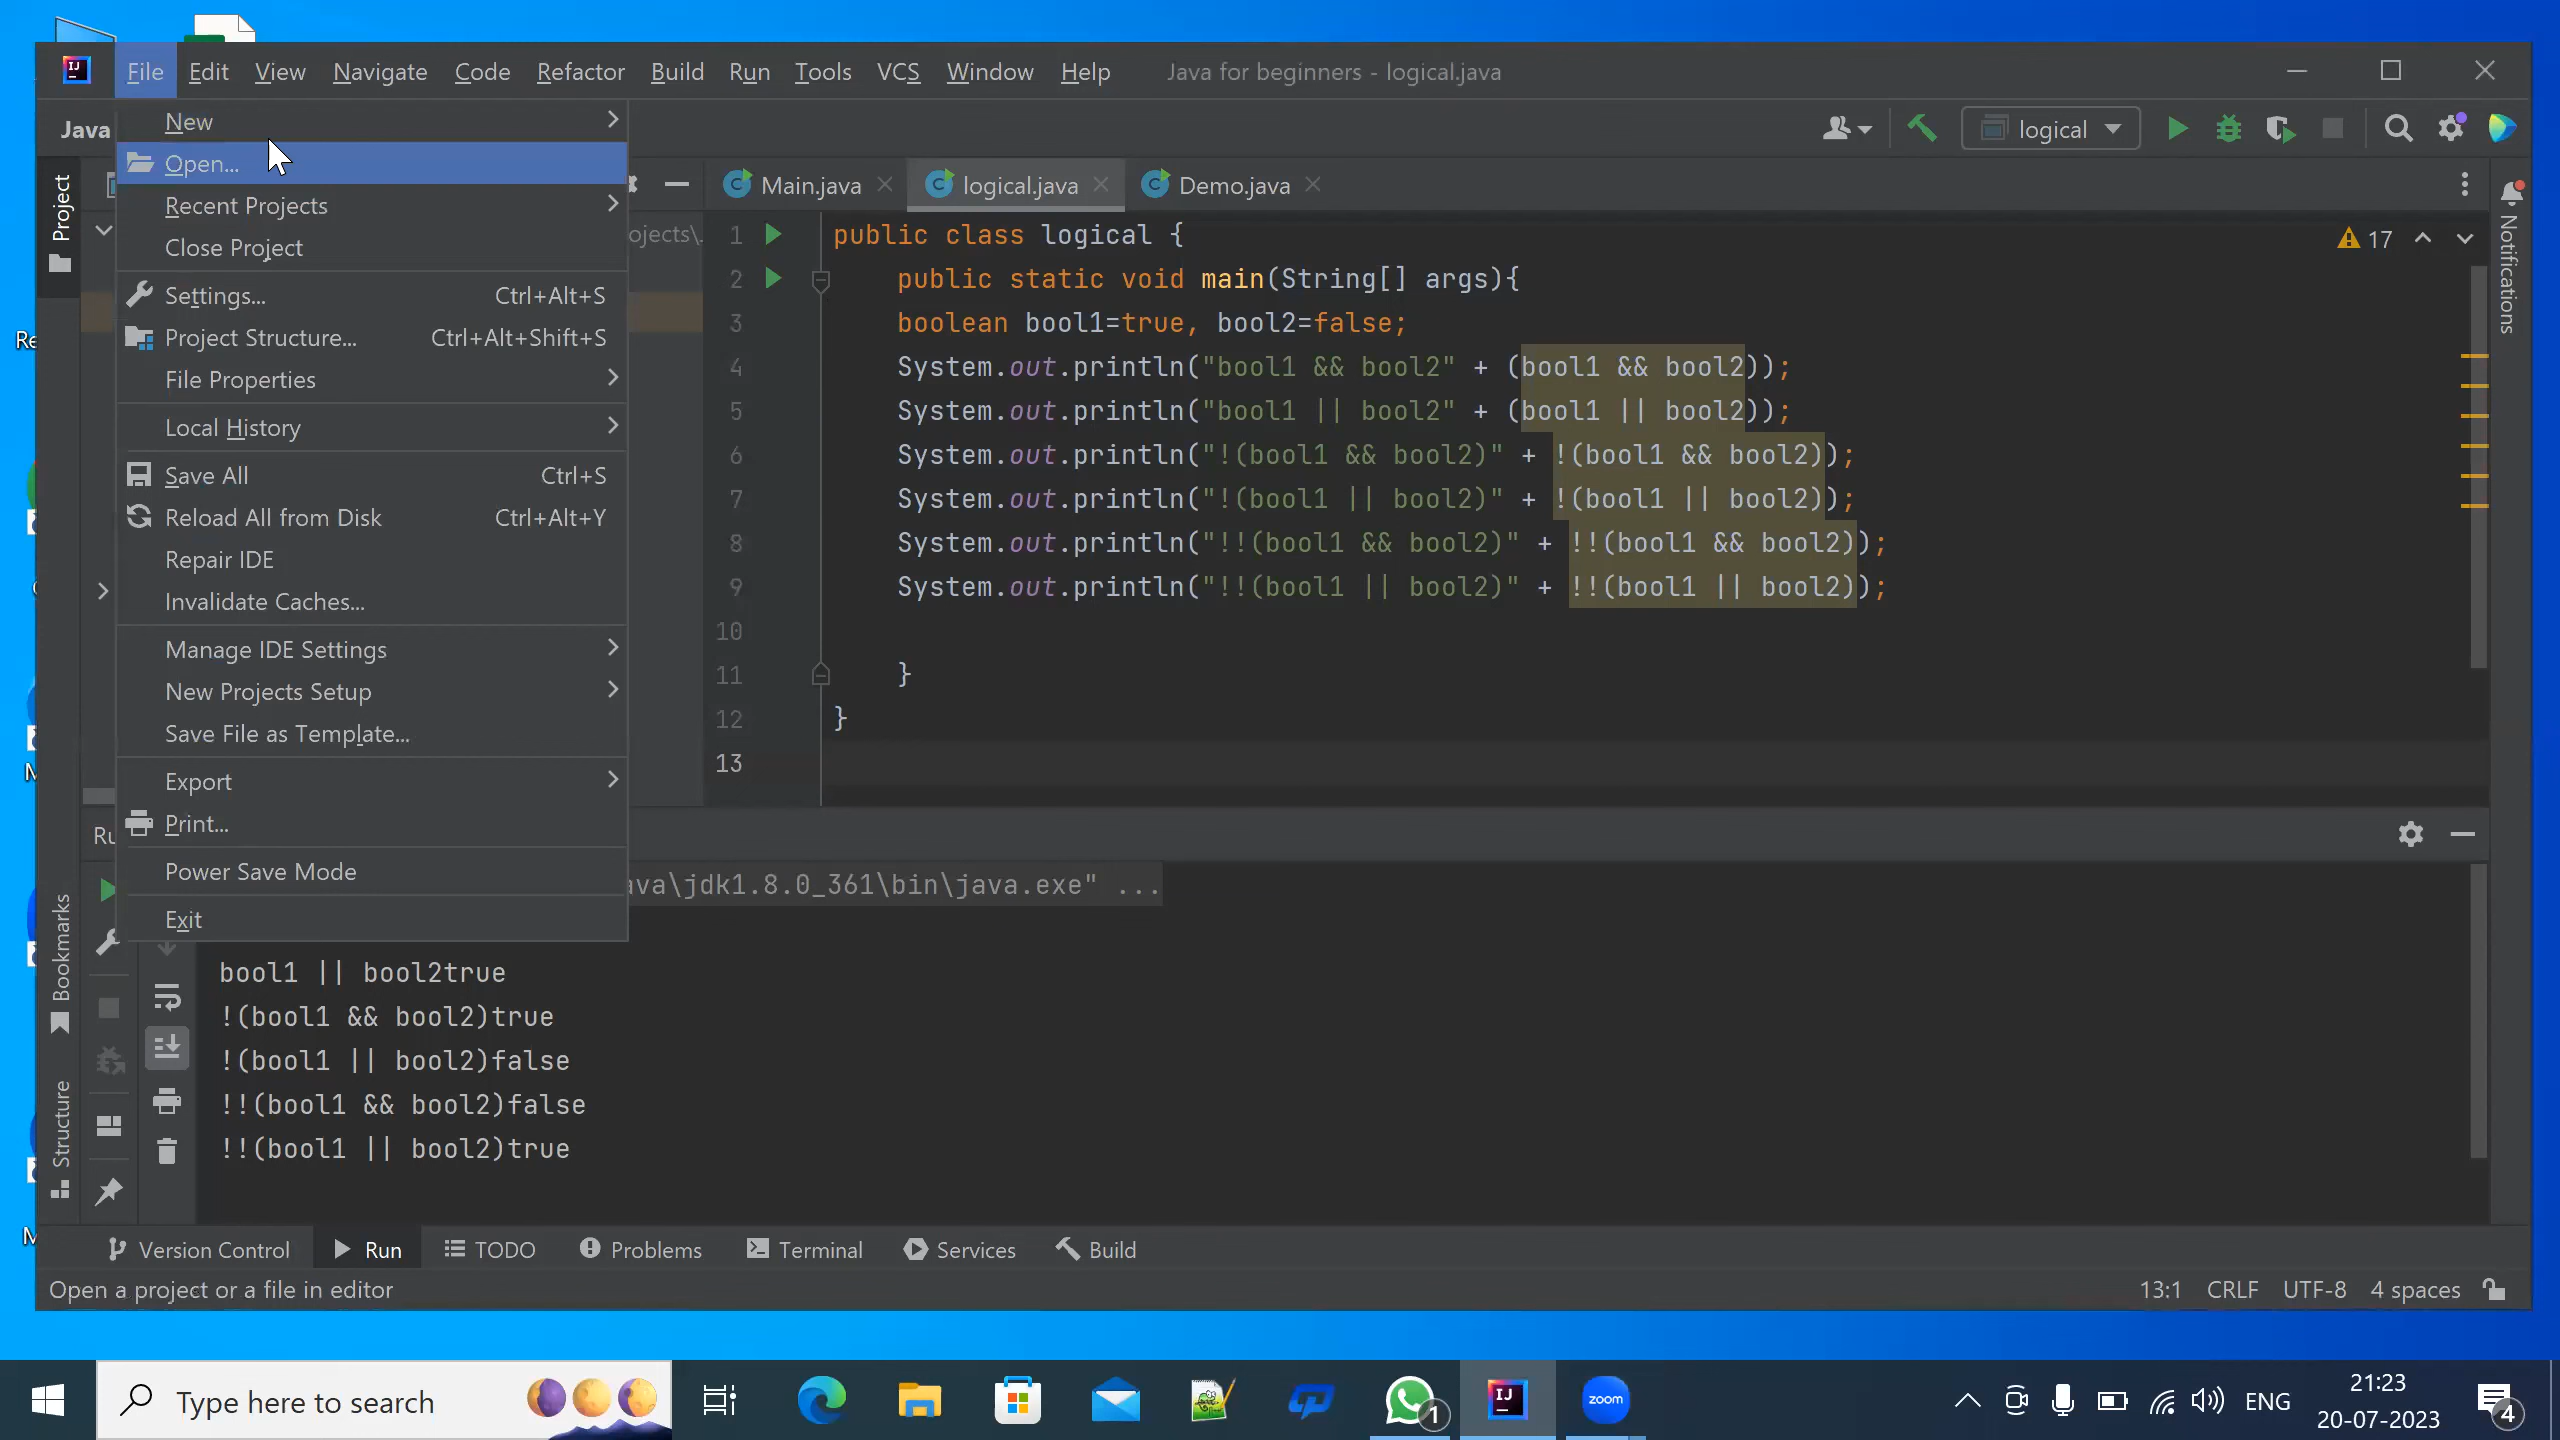 File Edit View Navigate Code Refactor Build Run Tools VCS Window Help Java for beginners - logical.java
Java logical
New
Open...
Recent Projects
Close Project
Settings... Ctrl+Alt+S
Project Structure... Ctrl+Alt+Shift+S
File Properties
Local History
Save All Ctrl+S
Reload All from Disk Ctrl+Alt+Y
Repair IDE
Invalidate Caches...
Manage IDE Settings
New Projects Setup
Save File as Template...
Export
Print...
Power Save Mode
Exit
Project
Bookmarks
Structure
Notifications
Main.java logical.java Demo.java
17
1 public class logical {
2 public static void main(String[] args){
3 boolean bool1=true, bool2=false;
4 System.out.println("bool1 && bool2" + (bool1 && bool2));
5 System.out.println("bool1 || bool2" + (bool1 || bool2));
6 System.out.println("!(bool1 && bool2)" + !(bool1 && bool2));
7 System.out.println("!(bool1 || bool2)" + !(bool1 || bool2));
8 System.out.println("!!(bool1 && bool2)" + !!(bool1 && bool2));
9 System.out.println("!!(bool1 || bool2)" + !!(bool1 || bool2));
10
11 }
12 }
13
ava\jdk1.8.0_361\bin\java.exe" ...
bool1 || bool2true
!(bool1 && bool2)true
!(bool1 || bool2)false
!!(bool1 && bool2)false
!!(bool1 || bool2)true
Version Control Run TODO Problems Terminal Services Build
Open a project or a file in editor 13:1 CRLF UTF-8 4 spaces
Type here to search
1
zoom
ENG
21:23
20-07-2023
4